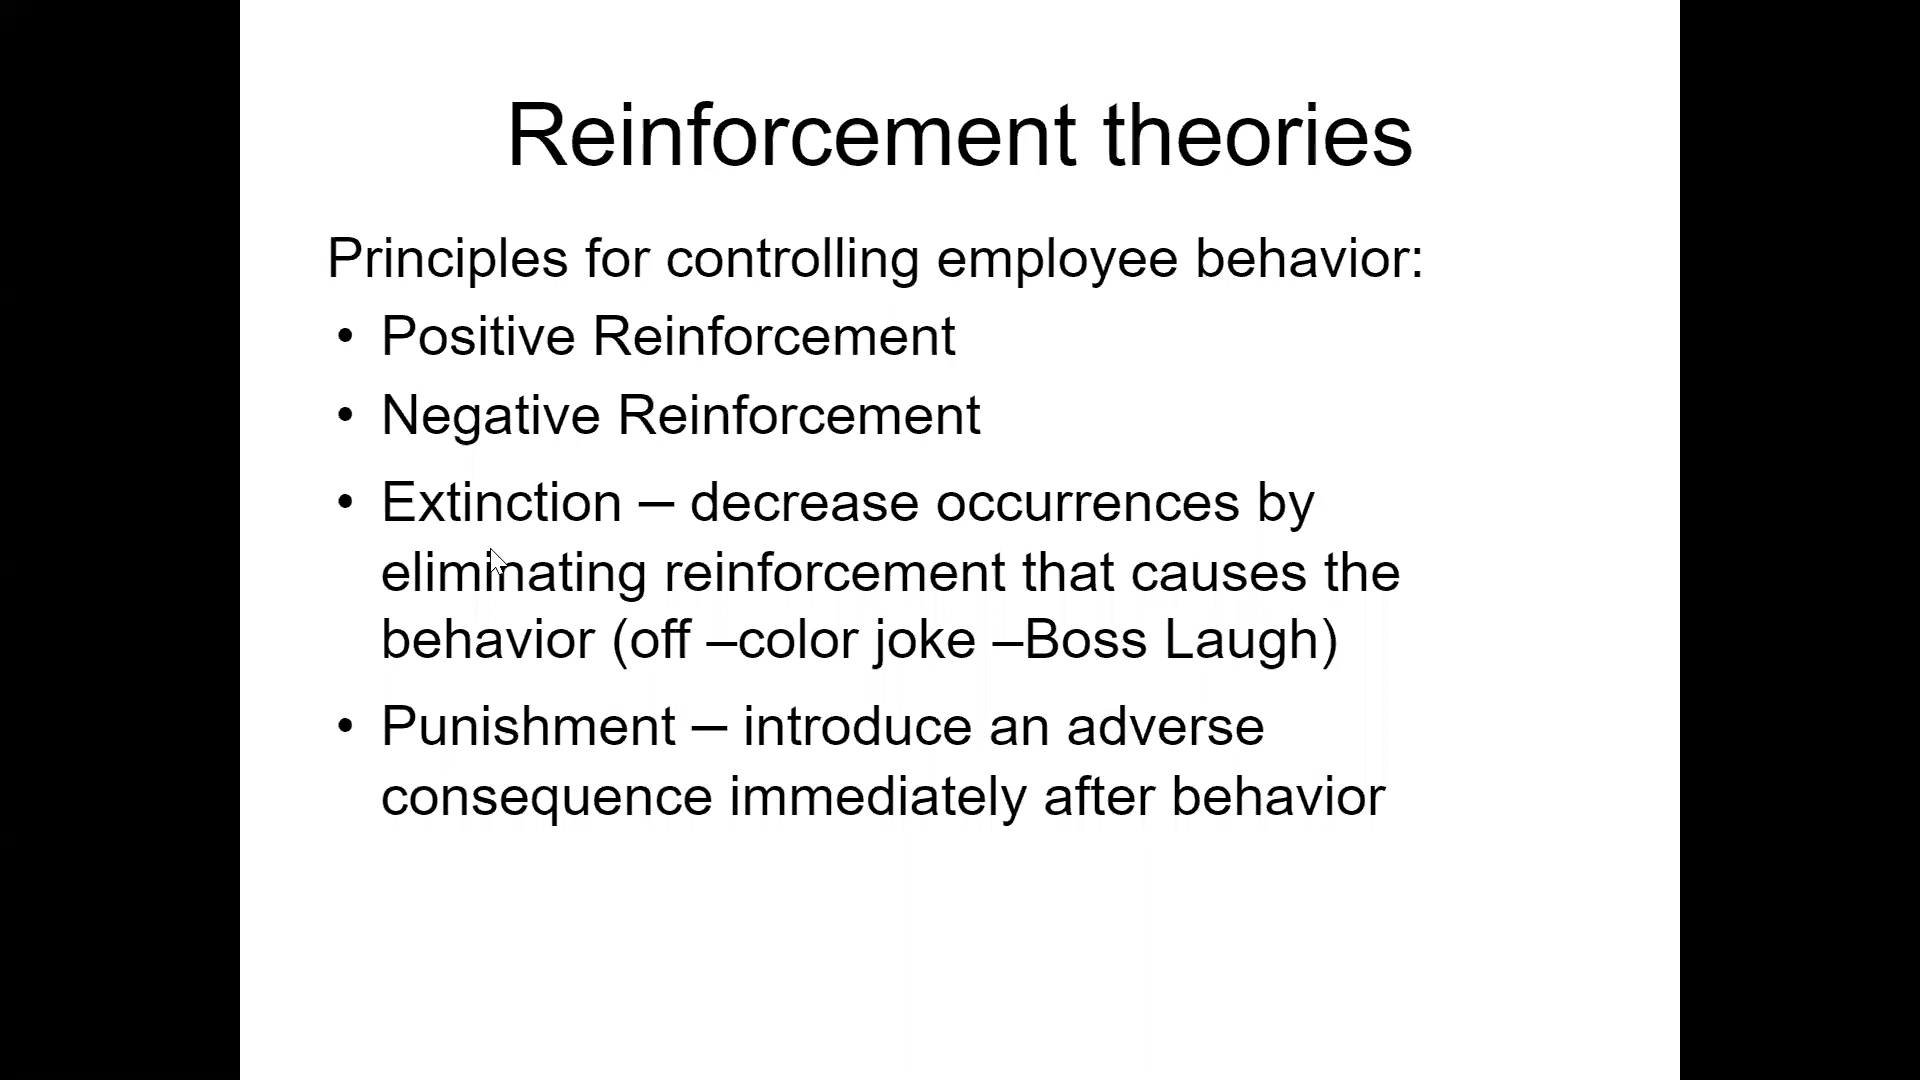 Reinforcement theories
Principles for controlling employee behavior:
• Positive Reinforcement
• Negative Reinforcement
• Extinction – decrease occurrences by
eliminating reinforcement that causes the
behavior (off –color joke –Boss Laugh)
• Punishment – introduce an adverse
consequence immediately after behavior